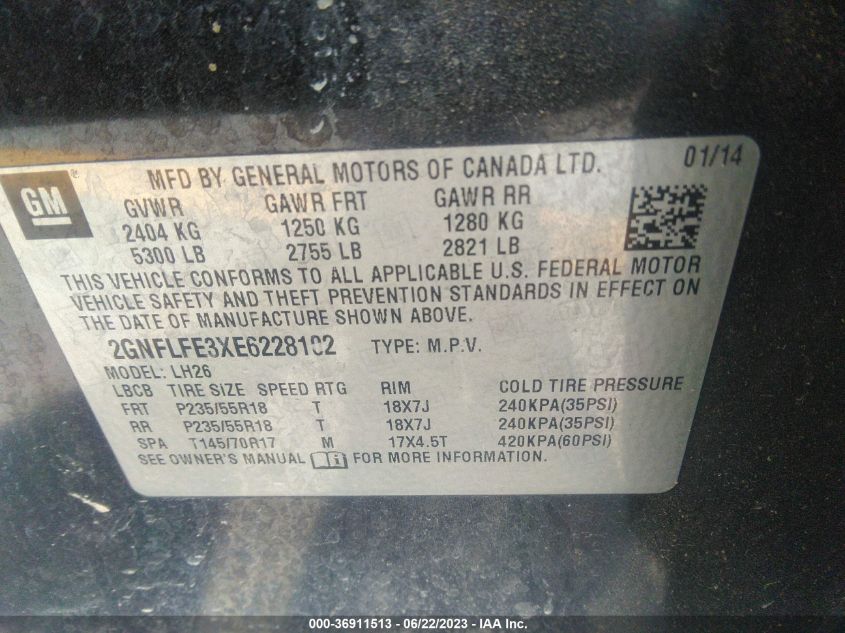 GM ®
MFD BY GENERAL MOTORS OF CANADA LTD. 01/14
GVWR GAWR FRT GAWR RR
2404 KG 1250 KG 1280 KG
5300 LB 2755 LB 2821 LB
THIS VEHICLE CONFORMS TO ALL APPLICABLE U.S. FEDERAL MOTOR
VEHICLE SAFETY AND THEFT PREVENTION STANDARDS IN EFFECT ON
THE DATE OF MANUFACTURE SHOWN ABOVE.
2GNFLFE3XE6228102 TYPE: M.P.V.
MODEL: LH26
LBCB TIRE SIZE SPEED RTG RIM COLD TIRE PRESSURE
FRT P235/55R18 T 18X7J 240KPA(35PSI)
RR P235/55R18 T 18X7J 240KPA(35PSI)
SPA T145/70R17 M 17X4.5T 420KPA(60PSI)
SEE OWNER'S MANUAL FOR MORE INFORMATION.
000-36911513 - 06/22/2023 - © IAA, Inc.